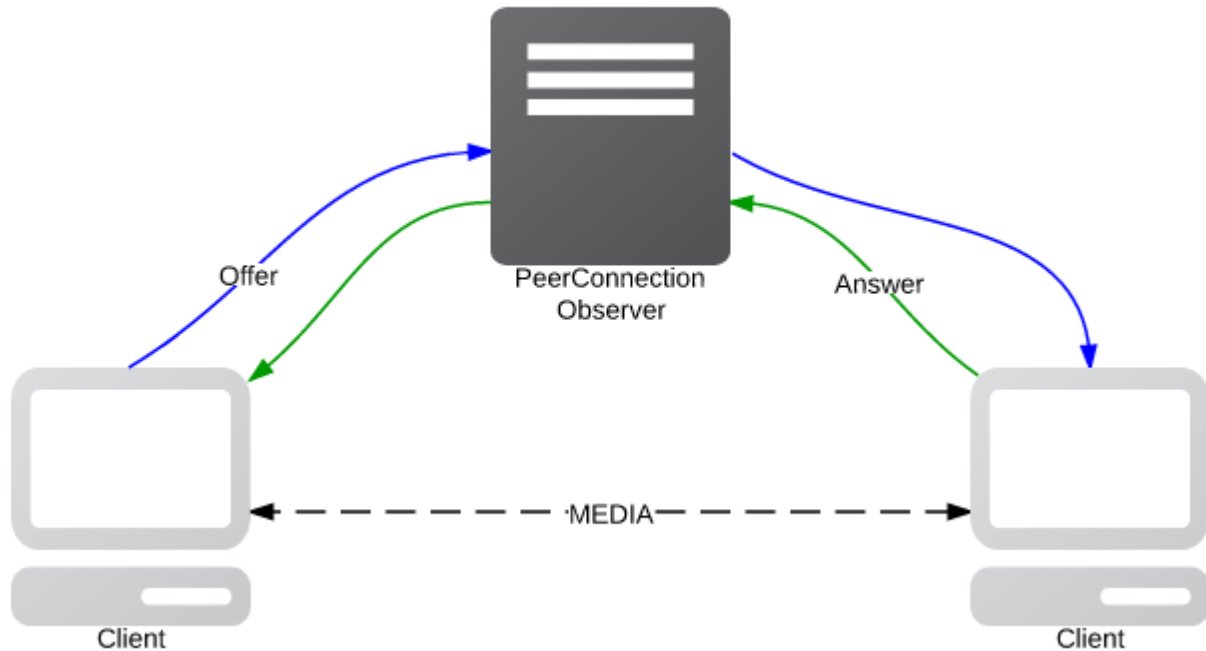 Offer
PeerConnection
Observer
Answer
MEDIA
Client
Client